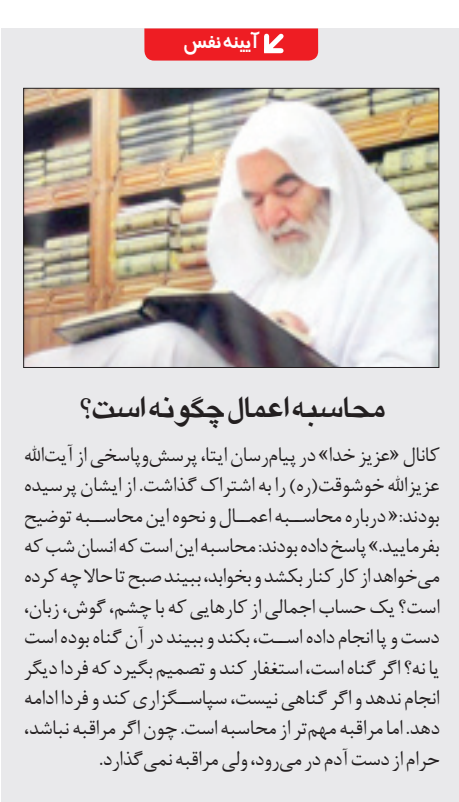 آیینه نفس
محاسبه اعمال چگونه است؟
کانال «عزیز خدا» در پیام‌رسان ایتا، پرسش‌وپاسخی از آیت‌الله
عزیزالله خوشوقت(ره) را به اشتراک گذاشت. از ایشان پرسیده
بودند:«درباره محاسـبه اعمـال و نحوه این محاسـبه توضیح
بفرمایید.» پاسخ داده بودند: محاسبه این است که انسان شب که
می‌خواهد از کار کنار بکشد و بخوابد، ببیند صبح تا حالا چه کرده
است؟ یک حساب اجمالی از کارهایی که با چشم، گوش، زبان،
دست و پا انجام داده اسـت، بکند و ببیند در آن گناه بوده است
یا نه؟ اگر گناه است، استغفار کند و تصمیم بگیرد که فردا دیگر
انجام ندهد و اگر گناهی نیست، سپاسـگزاری کند و فردا ادامه
دهد. اما مراقبه مهم‌تر از محاسبه است. چون اگر مراقبه نباشد،
حرام از دست آدم در می‌رود، ولی مراقبه نمی‌گذارد.